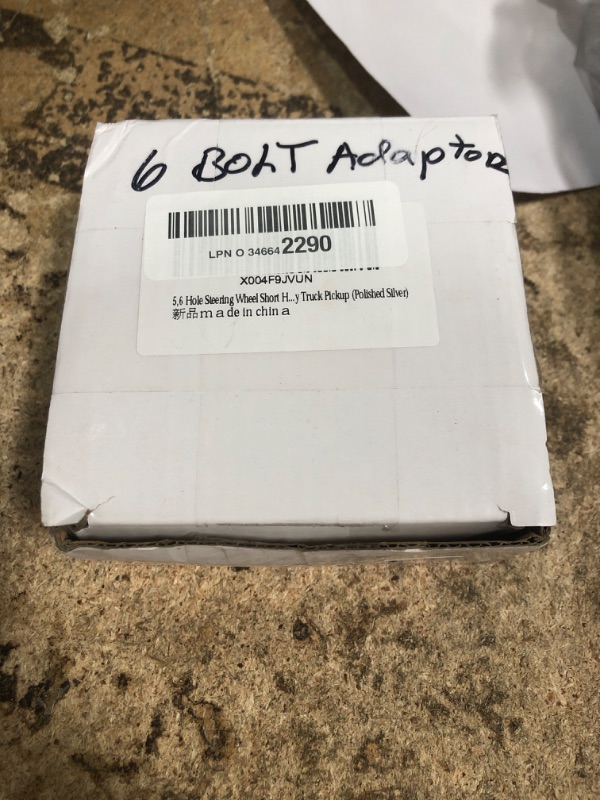 6 BOLT Adaptor
LPN O 34664 2290
X004F9JVUN
5,6 Hole Steering Wheel Short H...y Truck Pickup (Polished Silver)
新品 made in china